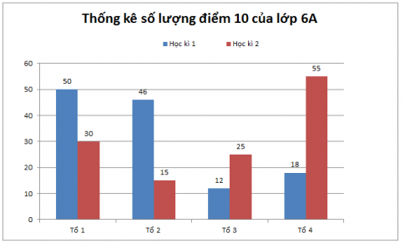 Thống kê số lượng điểm 10 của lớp 6A
Học kì 1 Học kì 2
60
50
40
30
20
10
0
50 30 46 15 12 25 18 55
Tổ 1 Tổ 2 Tổ 3 Tổ 4